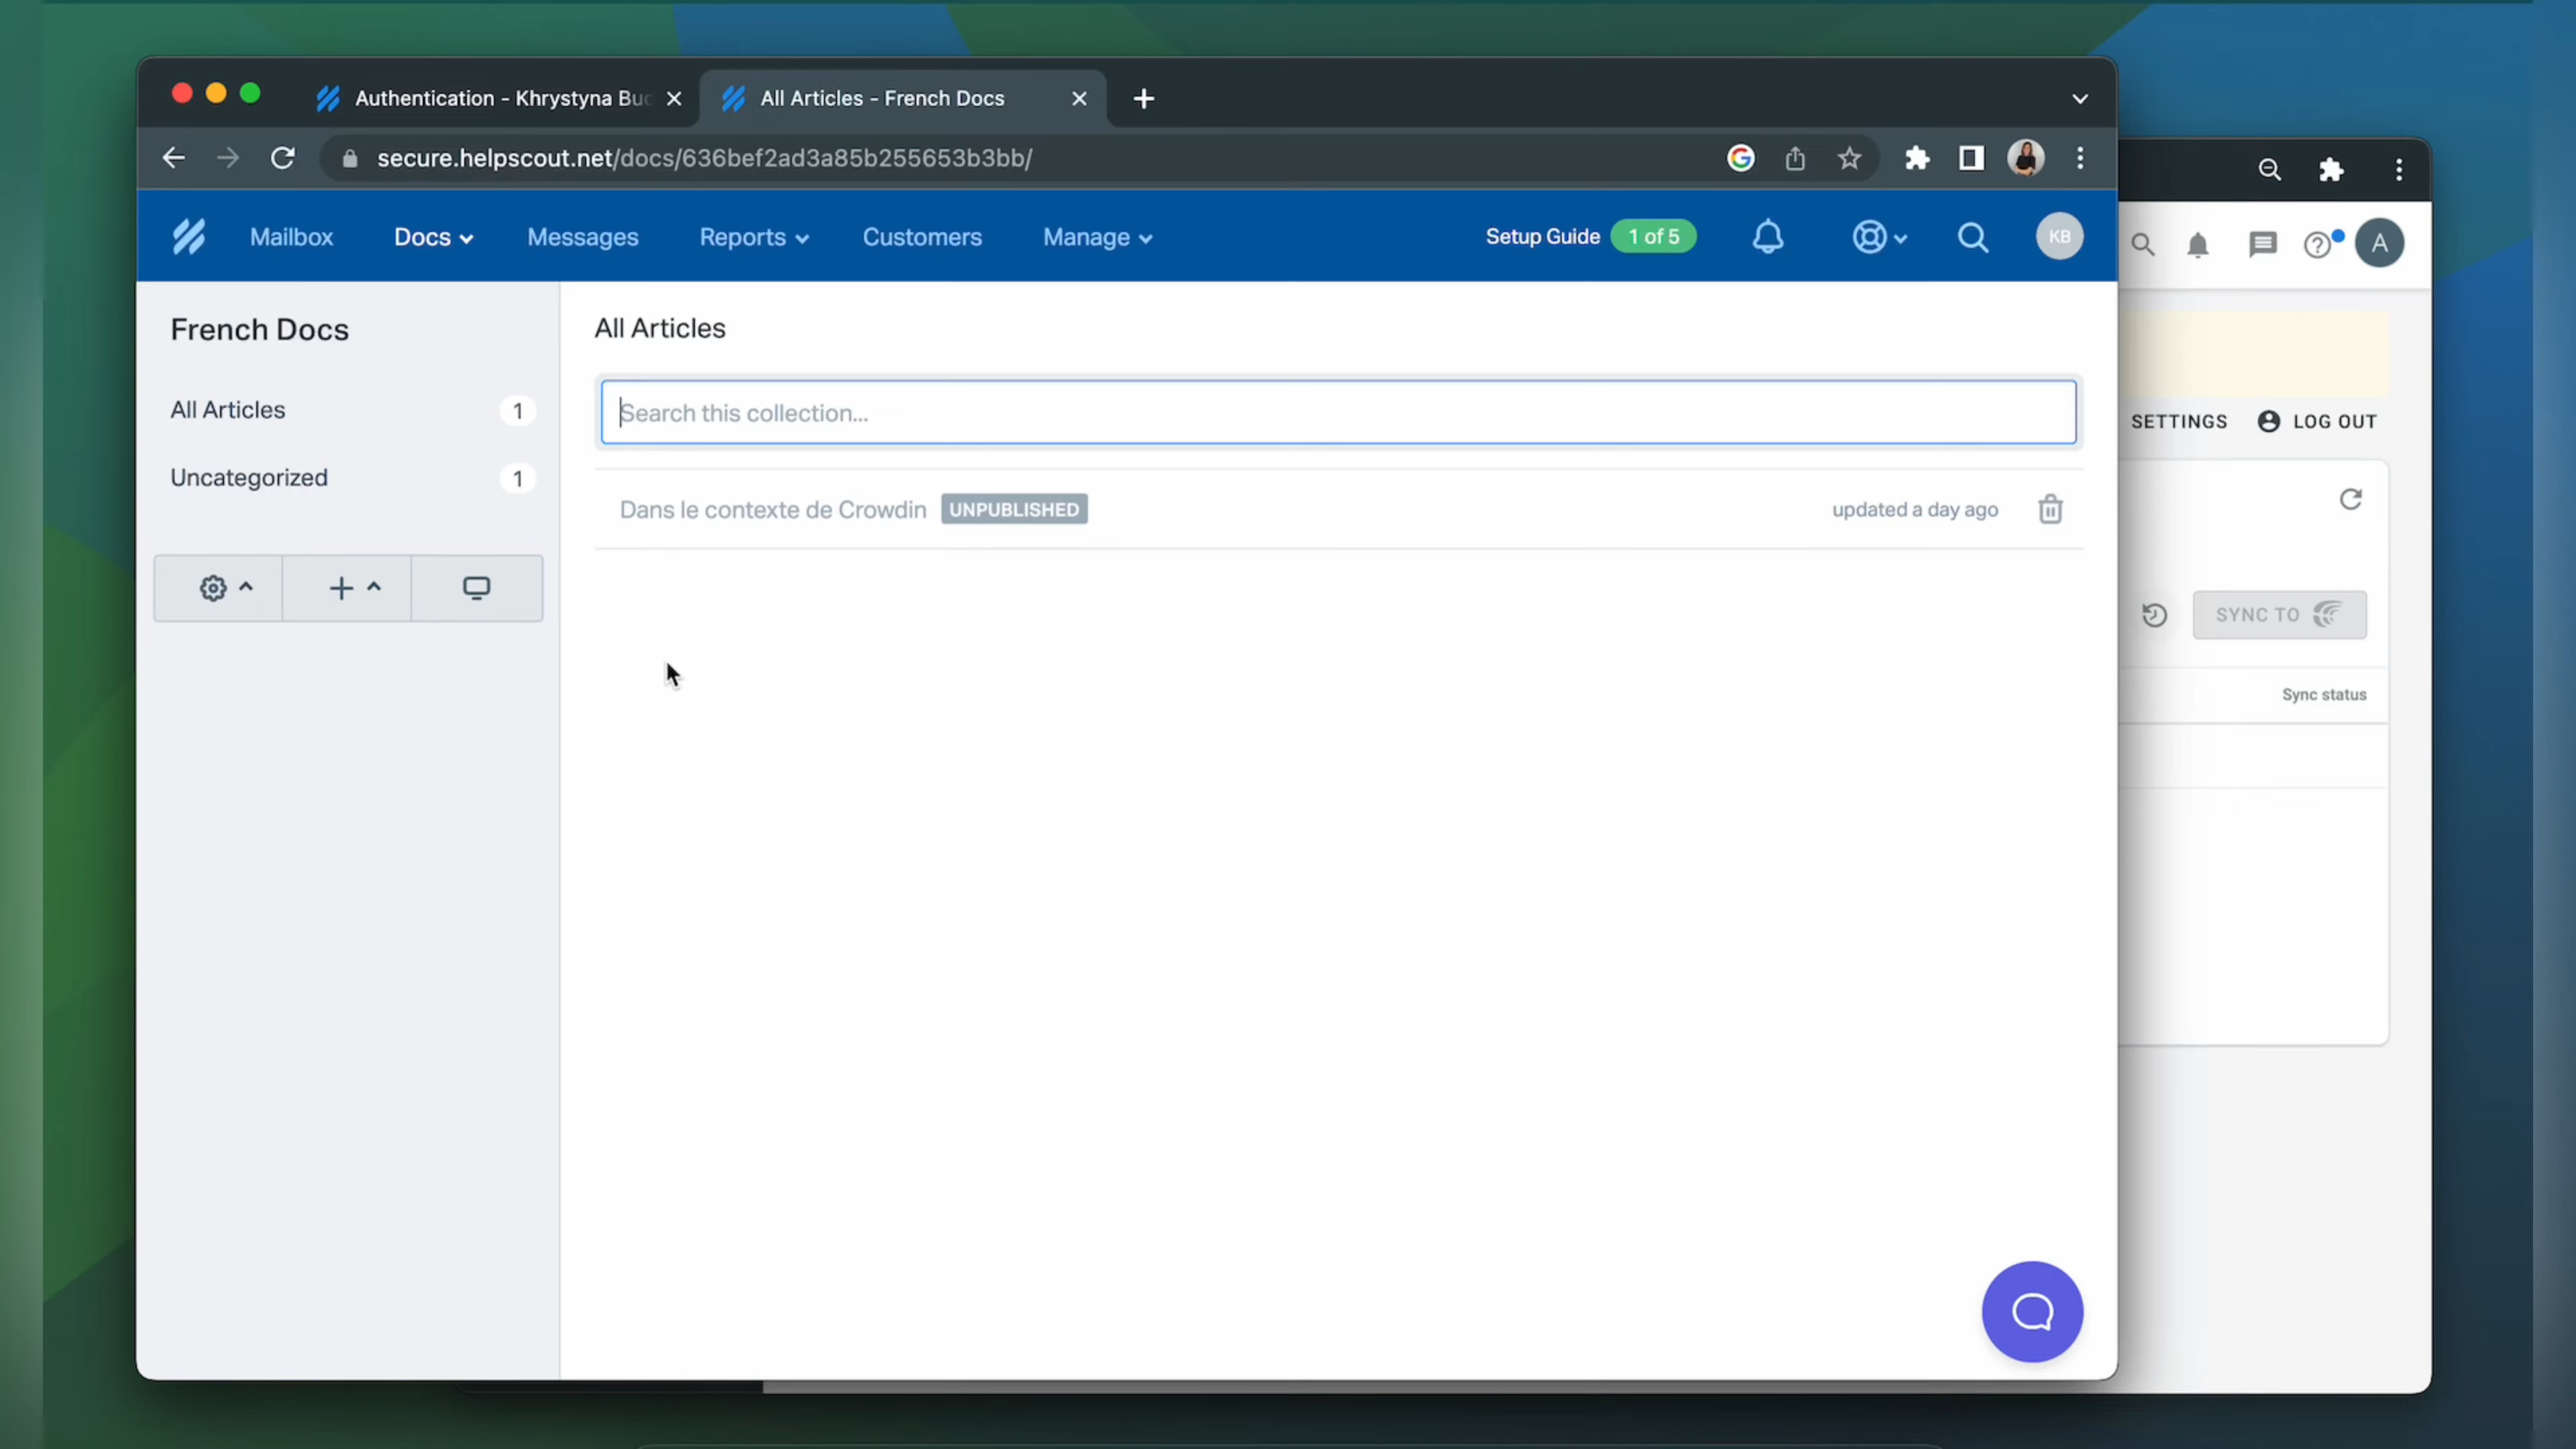 Authentication - Khrystyna Buc
All Articles - French Docs
secure.helpscout.net/docs/636bef2ad3a85b255653b3bb/
Mailbox
Docs
Messages
Reports
Customers
Manage
Setup Guide
1 of 5
KB
A
French Docs
All Articles 1
Uncategorized 1
All Articles
Search this collection...
Dans le contexte de Crowdin
UNPUBLISHED
updated a day ago
SETTINGS
LOG OUT
SYNC TO
Sync status